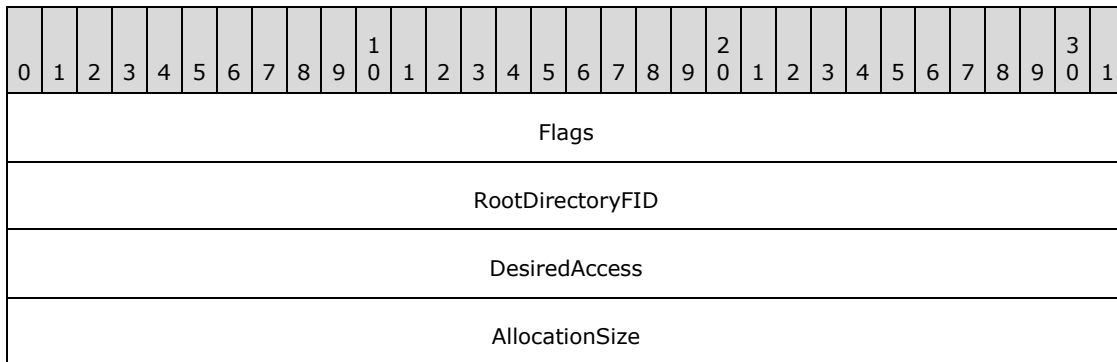 1 2 3
0 1 2 3 4 5 6 7 8 9 0 1 2 3 4 5 6 7 8 9 0 1 2 3 4 5 6 7 8 9 0 1
Flags
RootDirectoryFID
DesiredAccess
AllocationSize